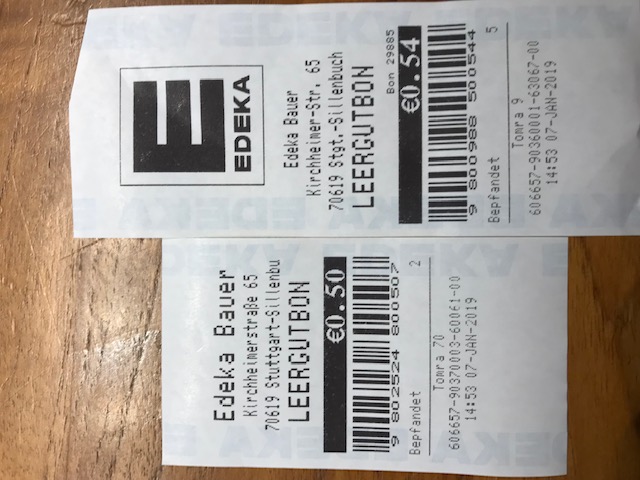 E
EDEKA
Edeka Bauer
Kirchheimer-Str. 65
70619 Stgt.-Sillenbuch
LEERGUTBON
Bon 29885
€0.54
9 800988 500544
Bepfandet 5
Tomra 9
606657-90360001-63067-00
14:53 07-JAN-2019
Edeka Bauer
Kirchheimerstraße 65
70619 Stuttgart-Sillenbu
LEERGUTBON
€0.50
9 802524 800507
Bepfandet 2
Tomra 70
606657-90370003-60061-00
14:53 07-JAN-2019